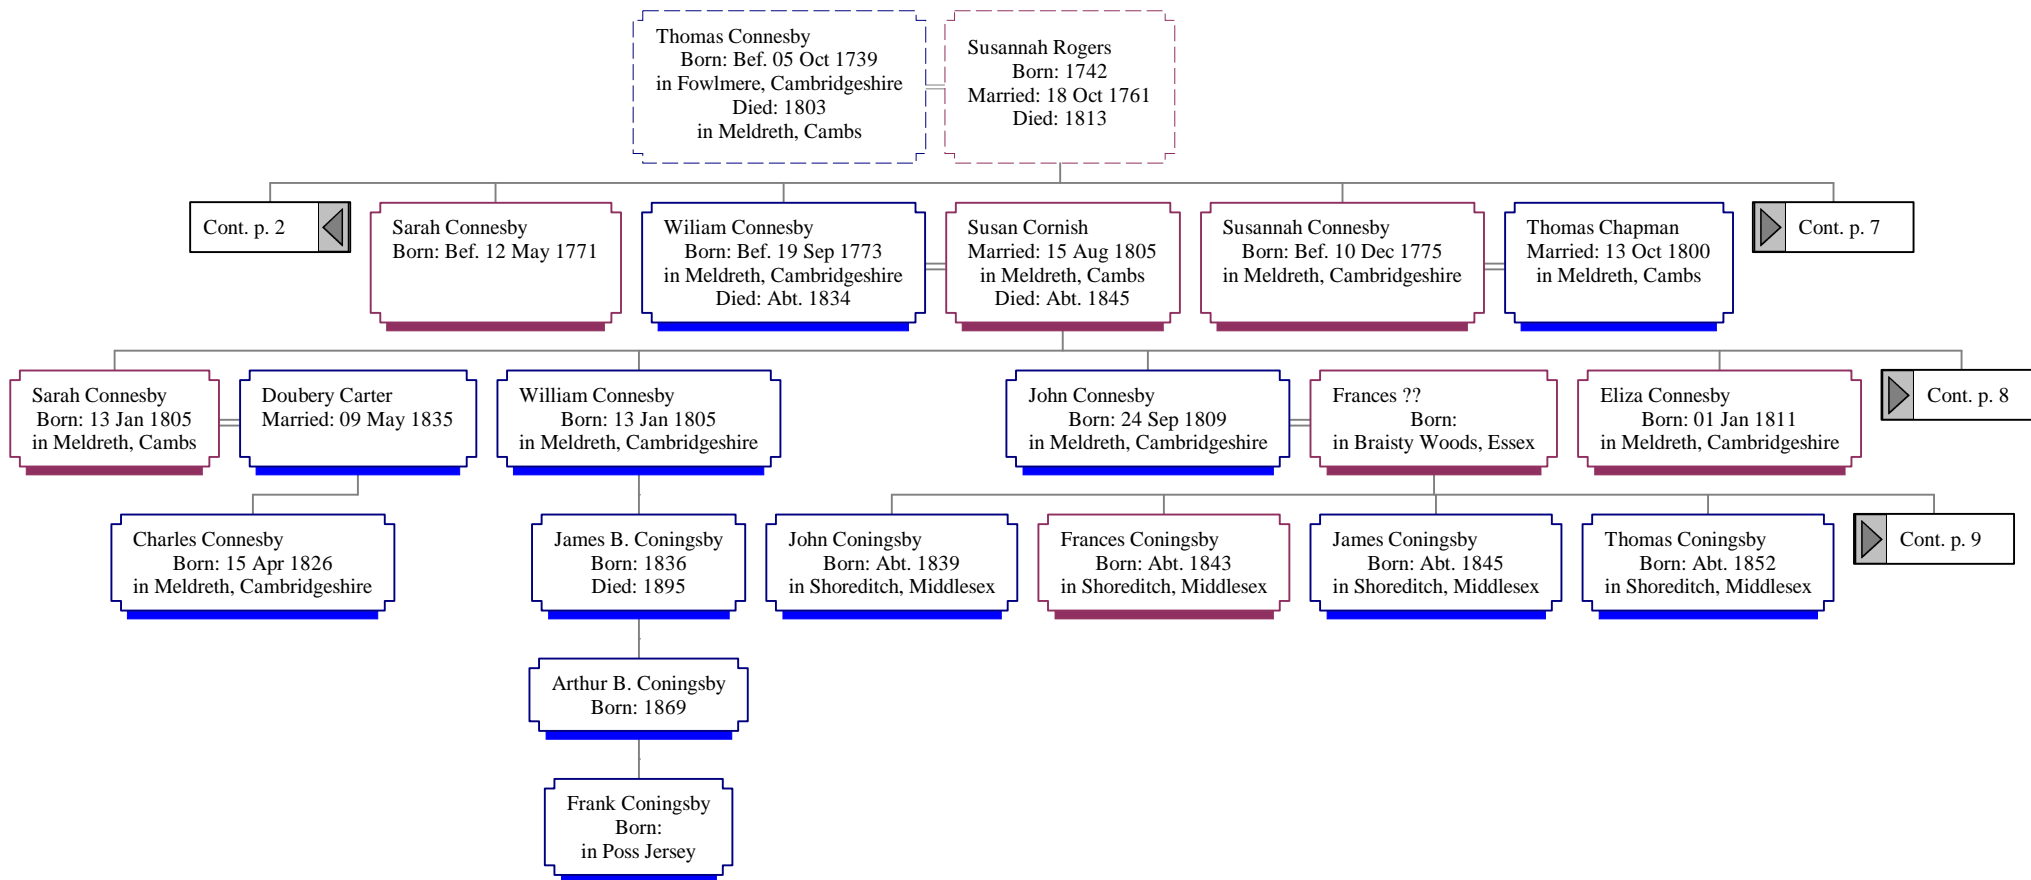 Thomas Connesby
Born: Bef. 05 Oct 1739
in Fowlmere, Cambridgeshire
Died: 1803
in Meldreth, Cambs
Susannah Rogers
Born: 1742
Married: 18 Oct 1761
Died: 1813
Cont. p. 2
Sarah Connesby
Born: Bef. 12 May 1771
Wiliam Connesby
Born: Bef. 19 Sep 1773
in Meldreth, Cambridgeshire
Died: Abt. 1834
Susan Cornish
Married: 15 Aug 1805
in Meldreth, Cambs
Died: Abt. 1845
Susannah Connesby
Born: Bef. 10 Dec 1775
in Meldreth, Cambridgeshire
Thomas Chapman
Married: 13 Oct 1800
in Meldreth, Cambs
Cont. p. 7
Sarah Connesby
Born: 13 Jan 1805
in Meldreth, Cambs
Doubery Carter
Married: 09 May 1835
William Connesby
Born: 13 Jan 1805
in Meldreth, Cambridgeshire
John Connesby
Born: 24 Sep 1809
in Meldreth, Cambridgeshire
Frances ??
Born:
in Braisty Woods, Essex
Eliza Connesby
Born: 01 Jan 1811
in Meldreth, Cambridgeshire
Cont. p. 8
Charles Connesby
Born: 15 Apr 1826
in Meldreth, Cambridgeshire
James B. Coningsby
Born: 1836
Died: 1895
John Coningsby
Born: Abt. 1839
in Shoreditch, Middlesex
Frances Coningsby
Born: Abt. 1843
in Shoreditch, Middlesex
James Coningsby
Born: Abt. 1845
in Shoreditch, Middlesex
Thomas Coningsby
Born: Abt. 1852
in Shoreditch, Middlesex
Cont. p. 9
Arthur B. Coningsby
Born: 1869
Frank Coningsby
Born:
in Poss Jersey